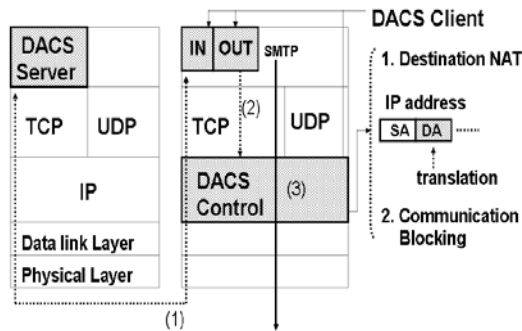 DACS Client
DACS
Server
IN OUT SMTP
1. Destination NAT
(2)
IP address
TCP UDP
TCP UDP
SA DA
IP
DACS
Control
(3)
translation
2. Communication
Blocking
Data link Layer
Physical Layer
(1)